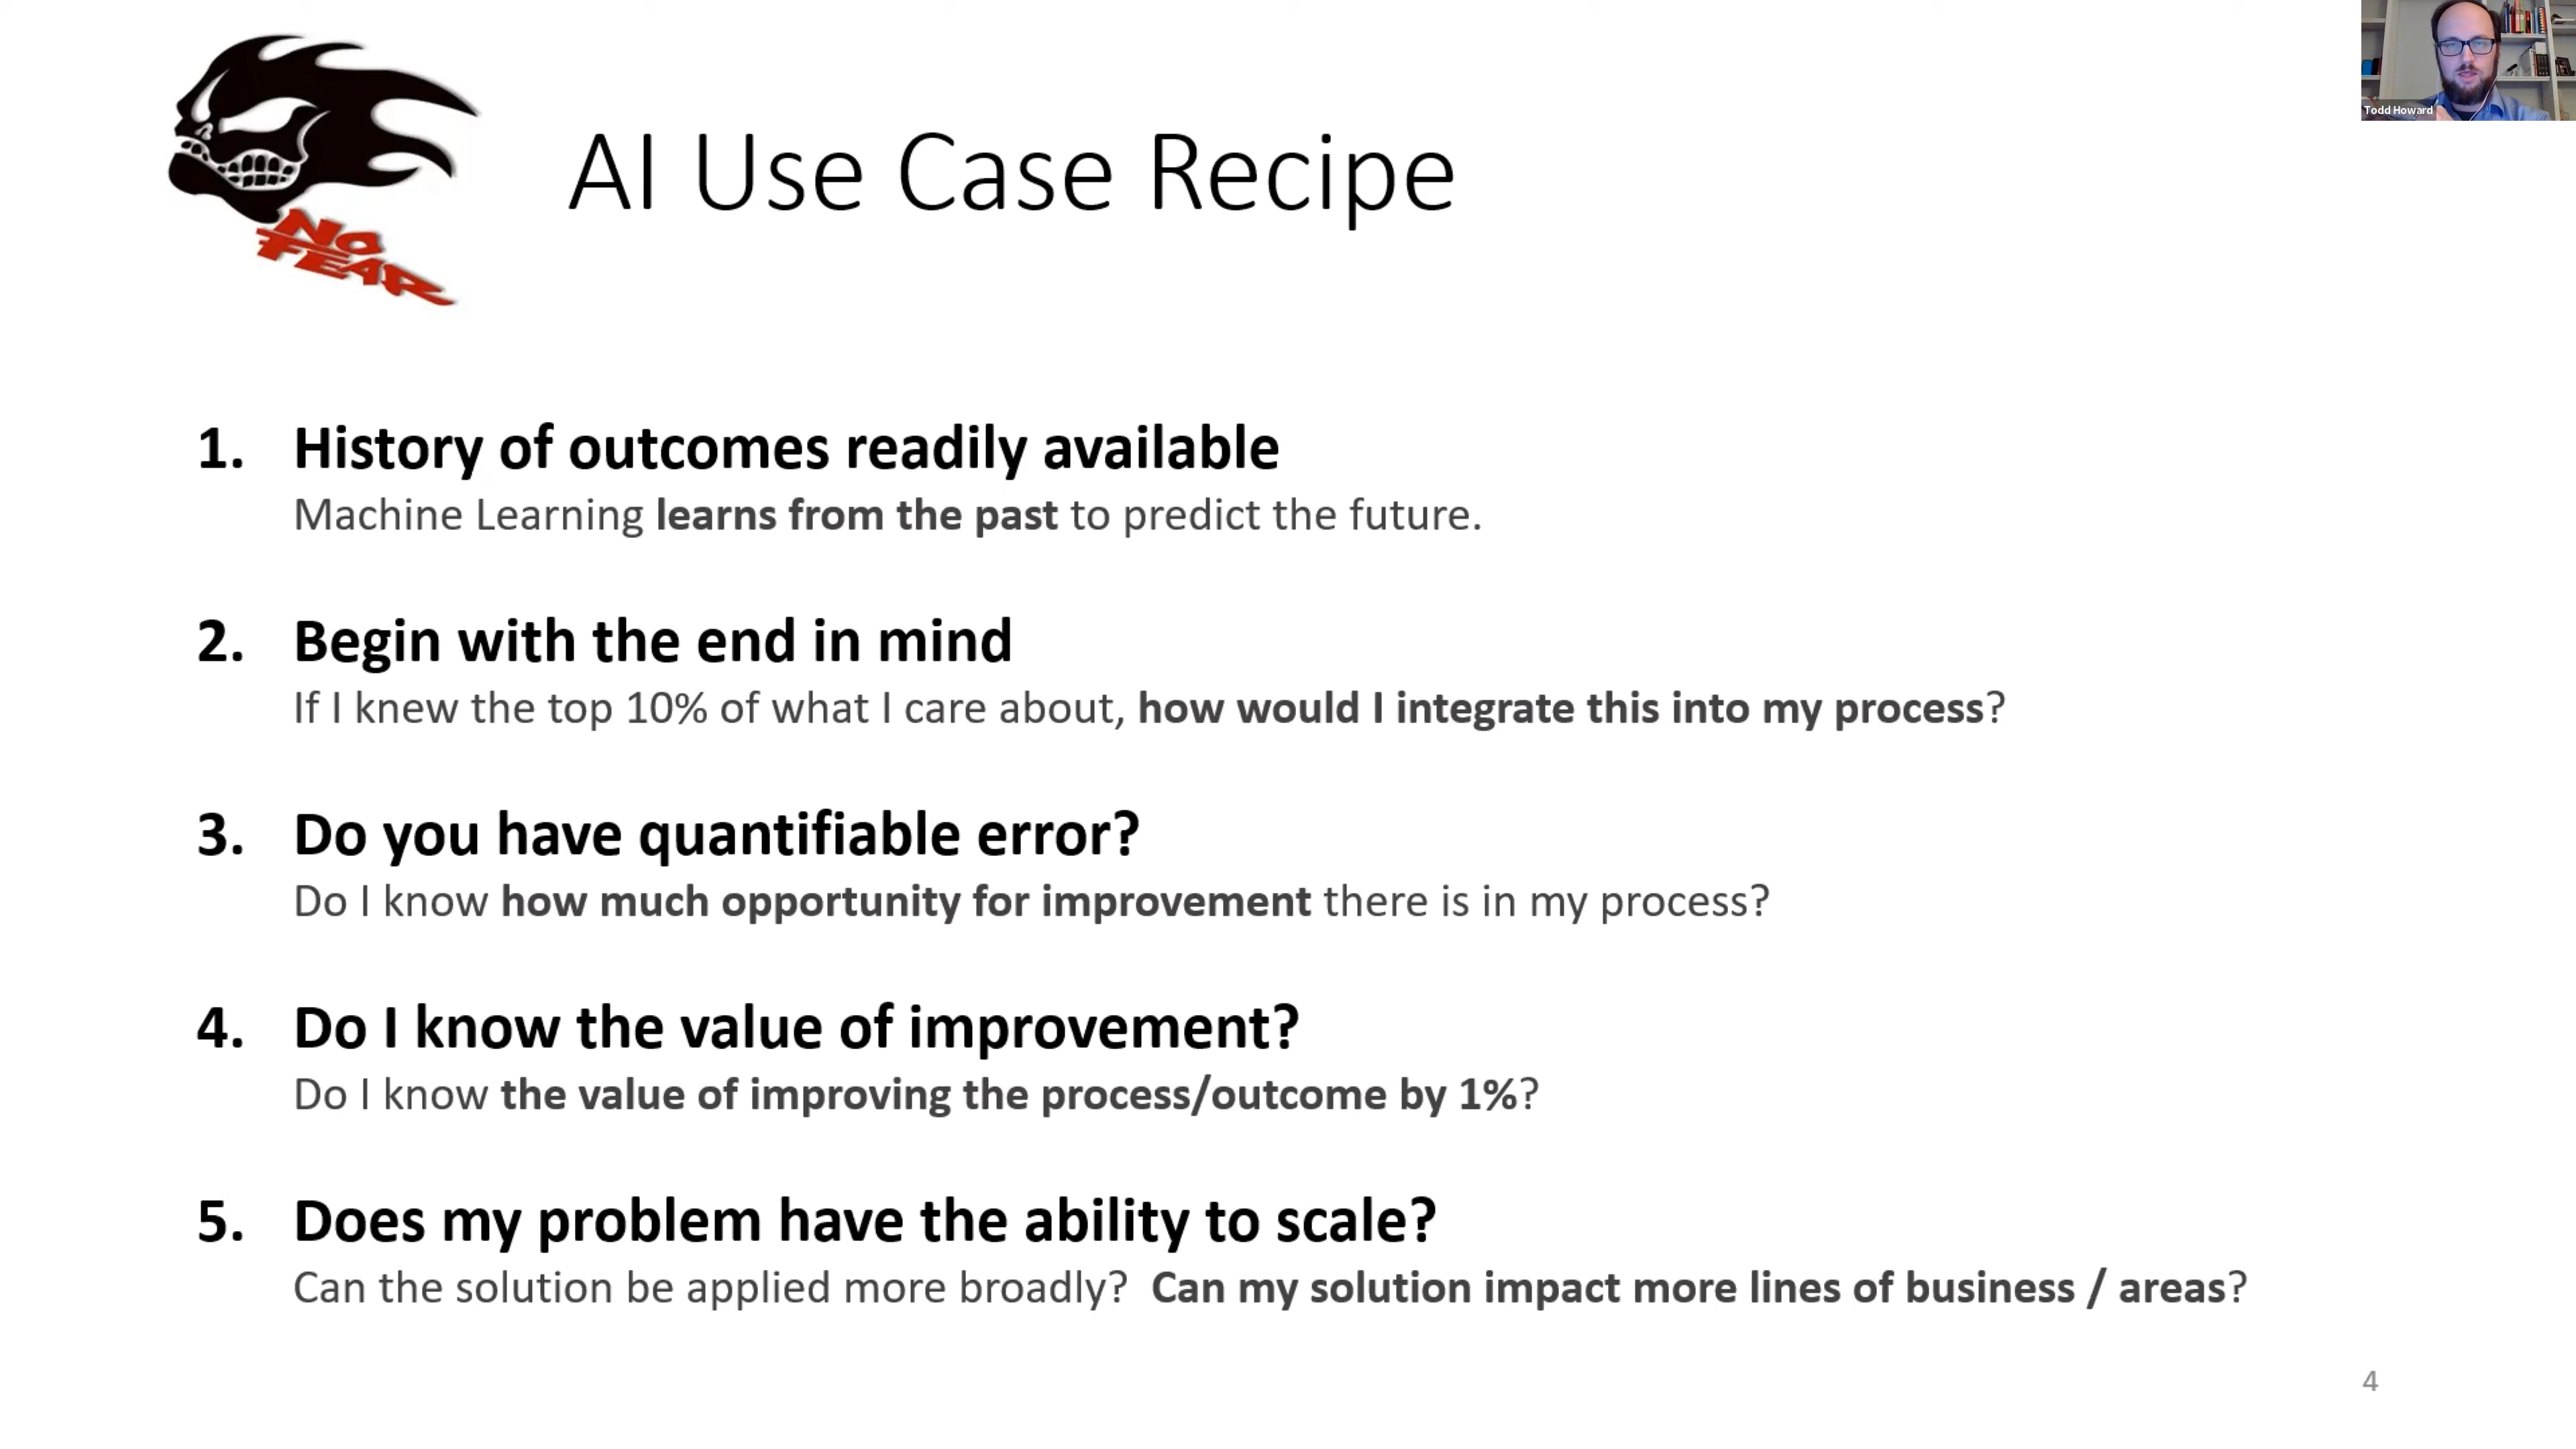 Todd Howard
No
FEAR
AI Use Case Recipe
1. History of outcomes readily available
Machine Learning learns from the past to predict the future.
2. Begin with the end in mind
If I knew the top 10% of what I care about, how would I integrate this into my process?
3. Do you have quantifiable error?
Do I know how much opportunity for improvement there is in my process?
4. Do I know the value of improvement?
Do I know the value of improving the process/outcome by 1%?
5. Does my problem have the ability to scale?
Can the solution be applied more broadly? Can my solution impact more lines of business / areas?
4